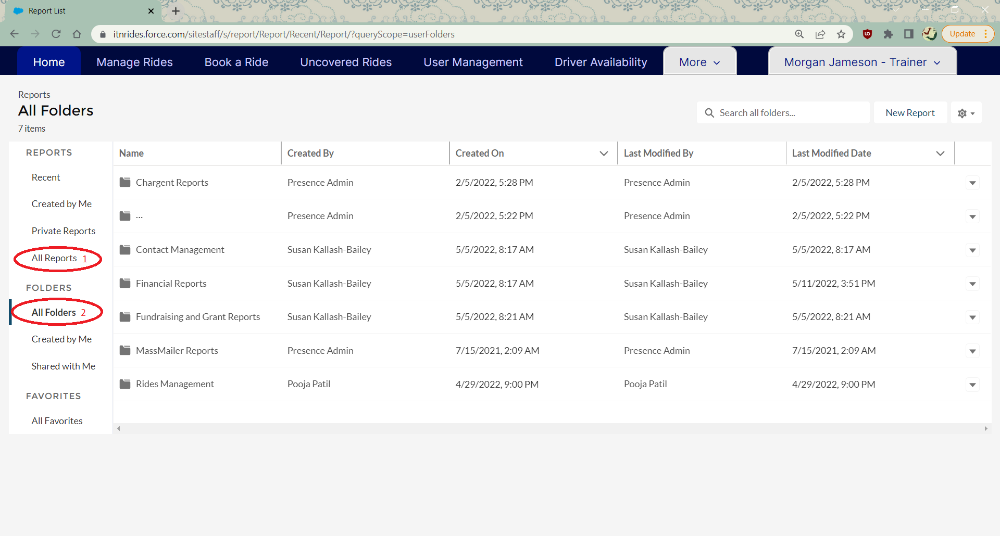 Report List
itnrides.force.com/sitestaff/s/report/Report/Recent/Report/?queryScope=userFolders
Update
Home Manage Rides Book a Ride Uncovered Rides User Management Driver Availability More Morgan Jameson - Trainer
Reports
All Folders
7 items
Search all folders...
New Report
REPORTS
Recent
Created by Me
Private Reports
All Reports 1
FOLDERS
All Folders 2
Created by Me
Shared with Me
FAVORITES
All Favorites
Name Created By Created On Last Modified By Last Modified Date
Chargent Reports Presence Admin 2/5/2022, 5:28 PM Presence Admin 2/5/2022, 5:28 PM
... Presence Admin 2/5/2022, 5:22 PM Presence Admin 2/5/2022, 5:22 PM
Contact Management Susan Kallash-Bailey 5/5/2022, 8:17 AM Susan Kallash-Bailey 5/5/2022, 8:17 AM
Financial Reports Susan Kallash-Bailey 5/5/2022, 8:17 AM Susan Kallash-Bailey 5/11/2022, 3:51 PM
Fundraising and Grant Reports Susan Kallash-Bailey 5/5/2022, 8:21 AM Susan Kallash-Bailey 5/5/2022, 8:21 AM
MassMailer Reports Presence Admin 7/15/2021, 2:09 AM Presence Admin 7/15/2021, 2:09 AM
Rides Management Pooja Patil 4/29/2022, 9:00 PM Pooja Patil 4/29/2022, 9:00 PM